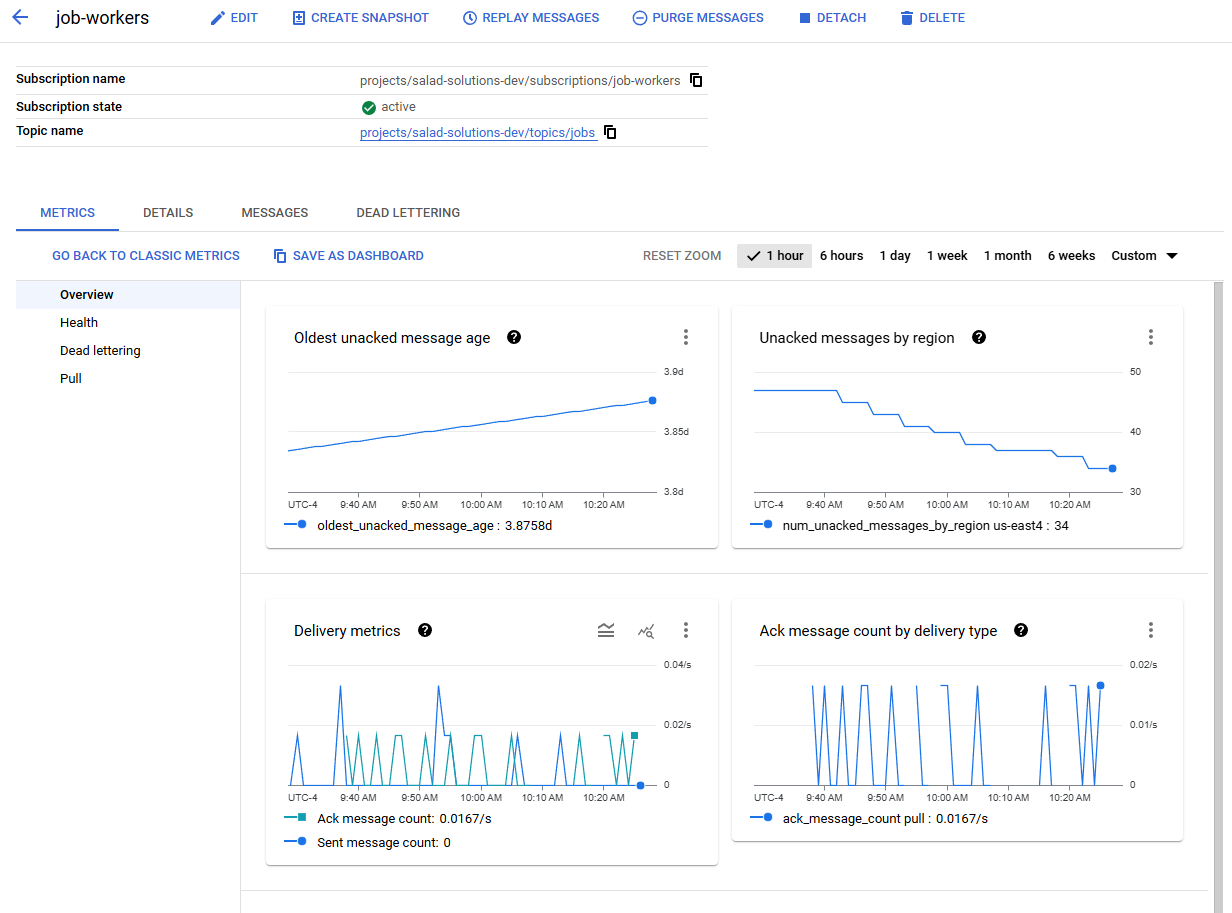 job-workers EDIT CREATE SNAPSHOT REPLAY MESSAGES PURGE MESSAGES DETACH DELETE
Subscription name projects/salad-solutions-dev/subscriptions/job-workers
Subscription state active
Topic name projects/salad-solutions-dev/topics/jobs
METRICS DETAILS MESSAGES DEAD LETTERING
GO BACK TO CLASSIC METRICS SAVE AS DASHBOARD RESET ZOOM 1 hour 6 hours 1 day 1 week 1 month 6 weeks Custom
Overview
Health
Dead lettering
Pull
Oldest unacked message age
3.9d
3.85d
3.8d
UTC-4 9:40 AM 9:50 AM 10:00 AM 10:10 AM 10:20 AM
oldest_unacked_message_age : 3.8758d
Unacked messages by region
50
40
30
UTC-4 9:40 AM 9:50 AM 10:00 AM 10:10 AM 10:20 AM
num_unacked_messages_by_region us-east4 : 34
Delivery metrics
0.04/s
0.02/s
0
UTC-4 9:40 AM 9:50 AM 10:00 AM 10:10 AM 10:20 AM
Ack message count: 0.0167/s
Sent message count: 0
Ack message count by delivery type
0.02/s
0.01/s
0
UTC-4 9:40 AM 9:50 AM 10:00 AM 10:10 AM 10:20 AM
ack_message_count pull : 0.0167/s